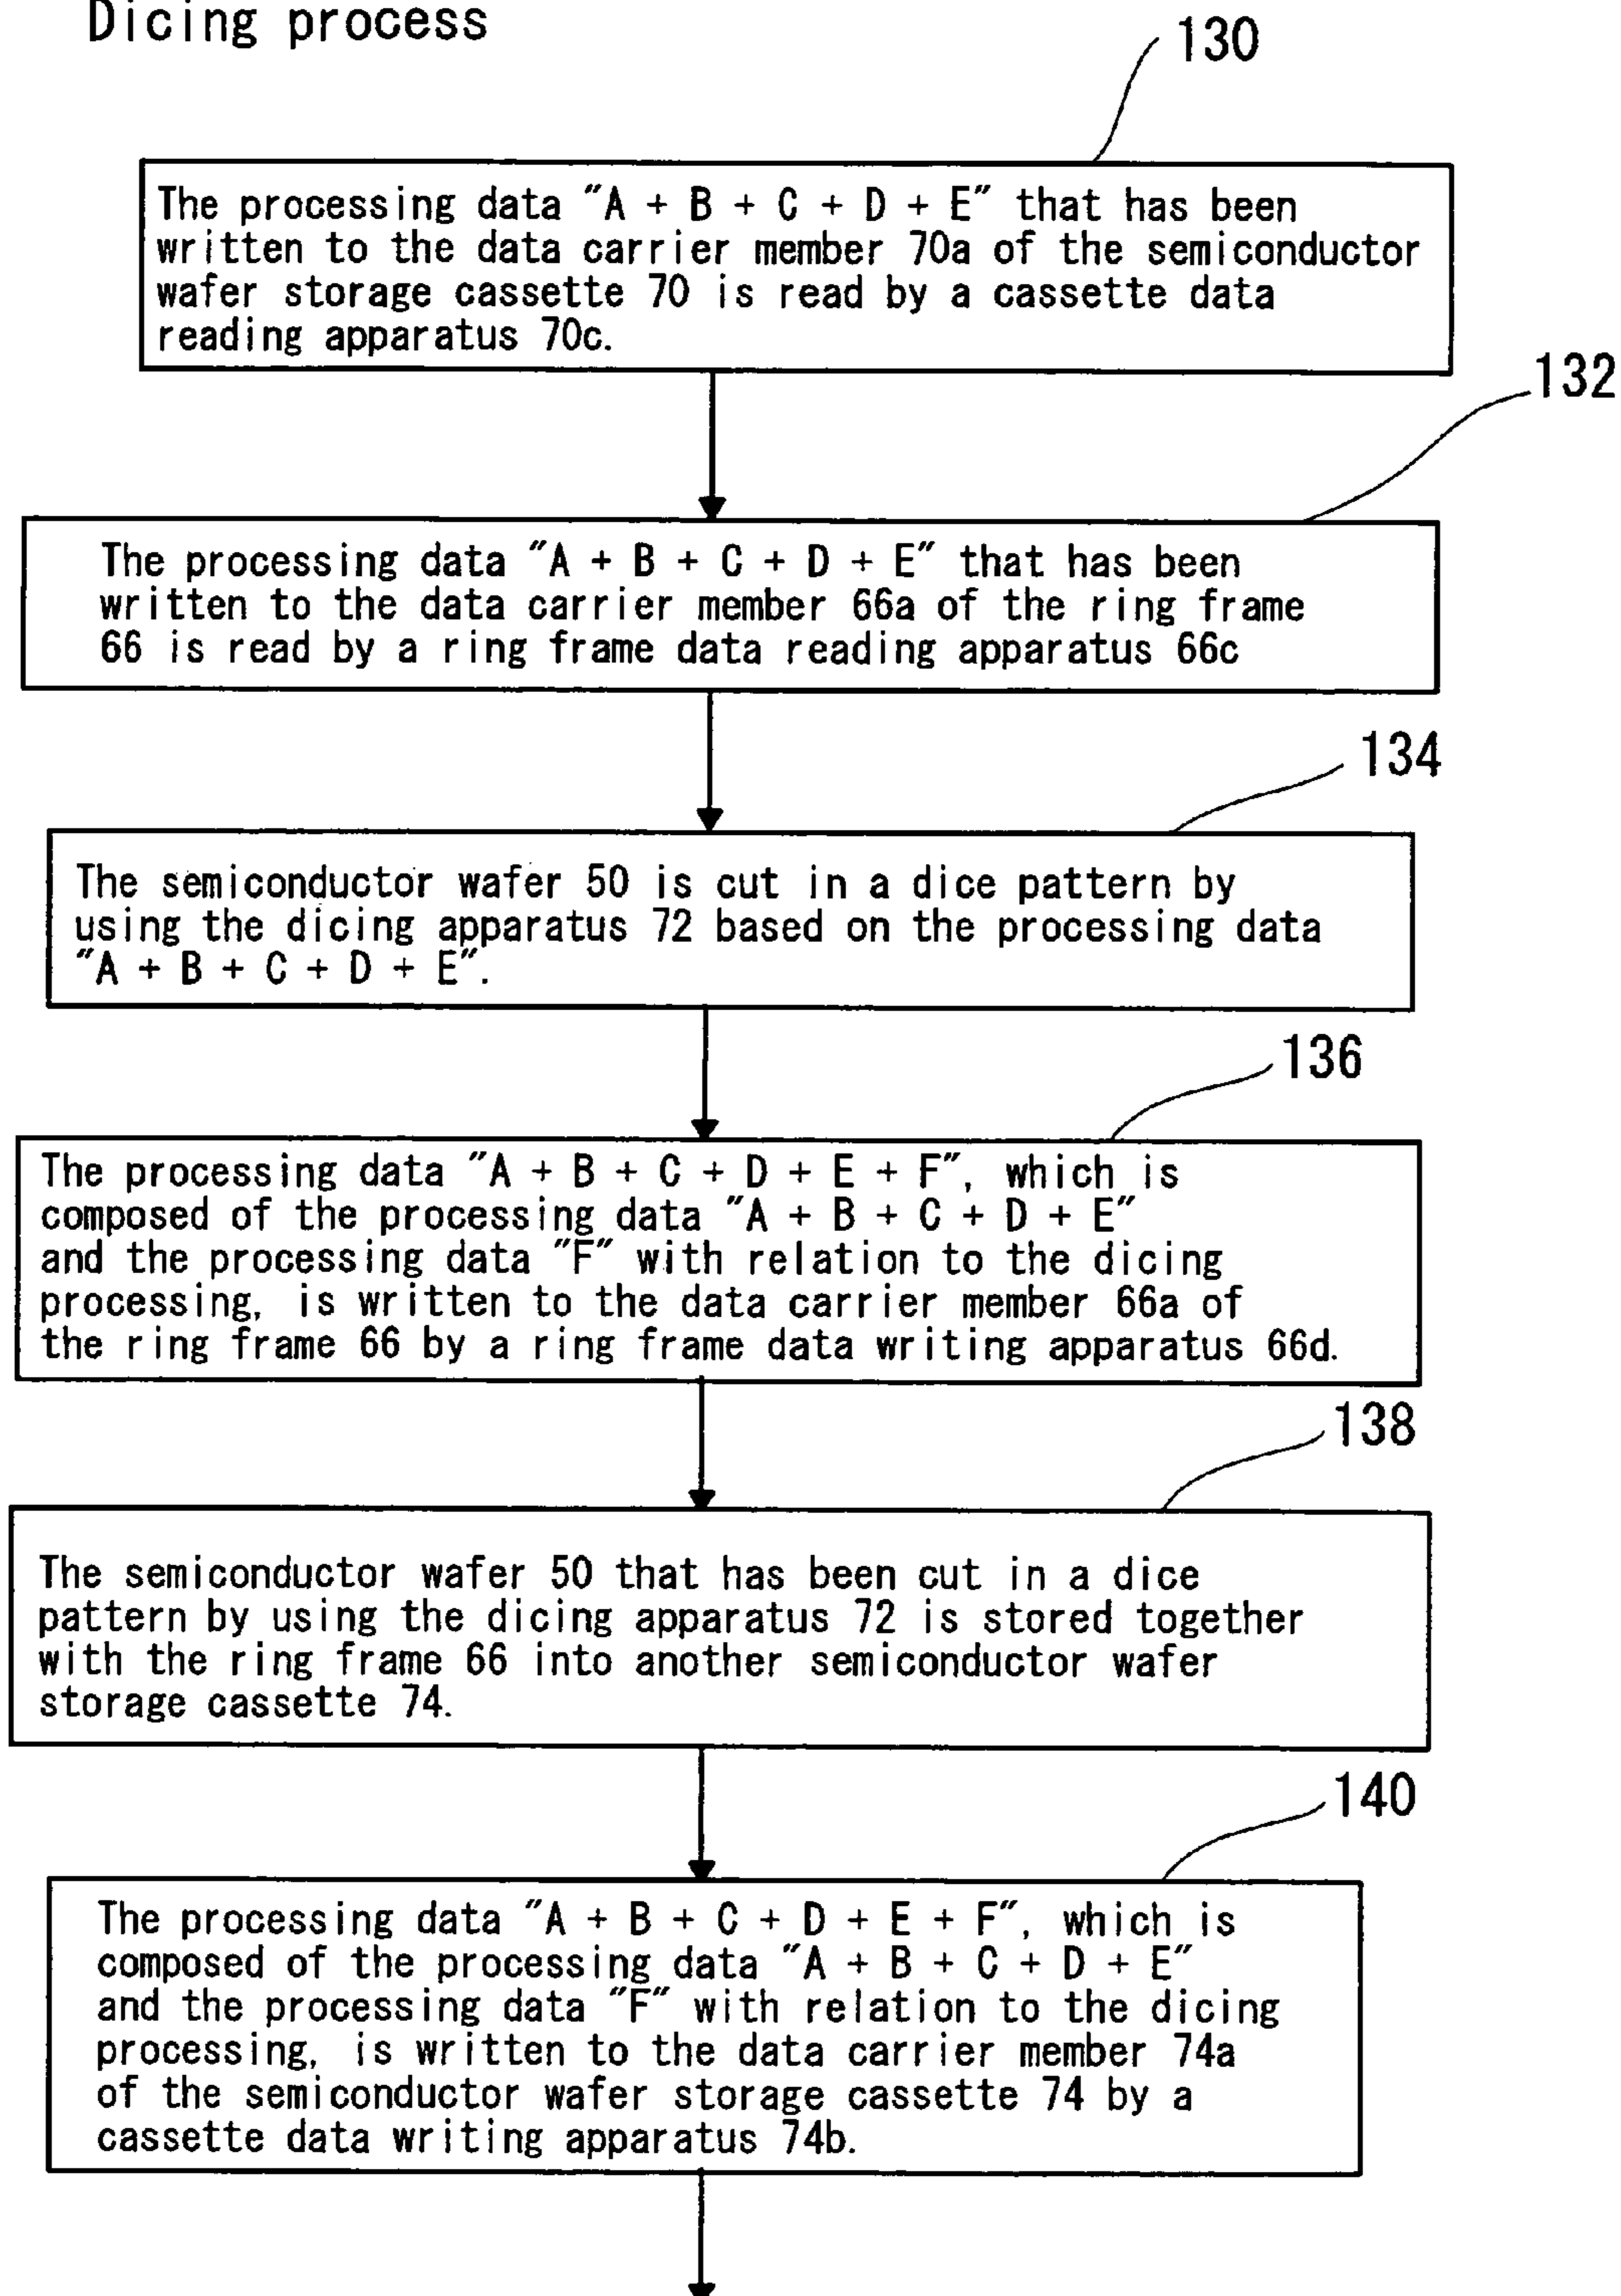 Dicing process
130
The processing data "A + B + C + D + E" that has been
written to the data carrier member 70a of the semiconductor
wafer storage cassette 70 is read by a cassette data
reading apparatus 70c.
132
The processing data "A + B + C + D + E" that has been
written to the data carrier member 66a of the ring frame
66 is read by a ring frame data reading apparatus 66c
134
The semiconductor wafer 50 is cut in a dice pattern by
using the dicing apparatus 72 based on the processing data
"A + B + C + D + E".
136
The processing data "A + B + C + D + E + F", which is
composed of the processing data "A + B + C + D + E"
and the processing data "F" with relation to the dicing
processing, is written to the data carrier member 66a of
the ring frame 66 by a ring frame data writing apparatus 66d.
138
The semiconductor wafer 50 that has been cut in a dice
pattern by using the dicing apparatus 72 is stored together
with the ring frame 66 into another semiconductor wafer
storage cassette 74.
140
The processing data "A + B + C + D + E + F", which is
composed of the processing data "A + B + C + D + E"
and the processing data "F" with relation to the dicing
processing, is written to the data carrier member 74a
of the semiconductor wafer storage cassette 74 by a
cassette data writing apparatus 74b.